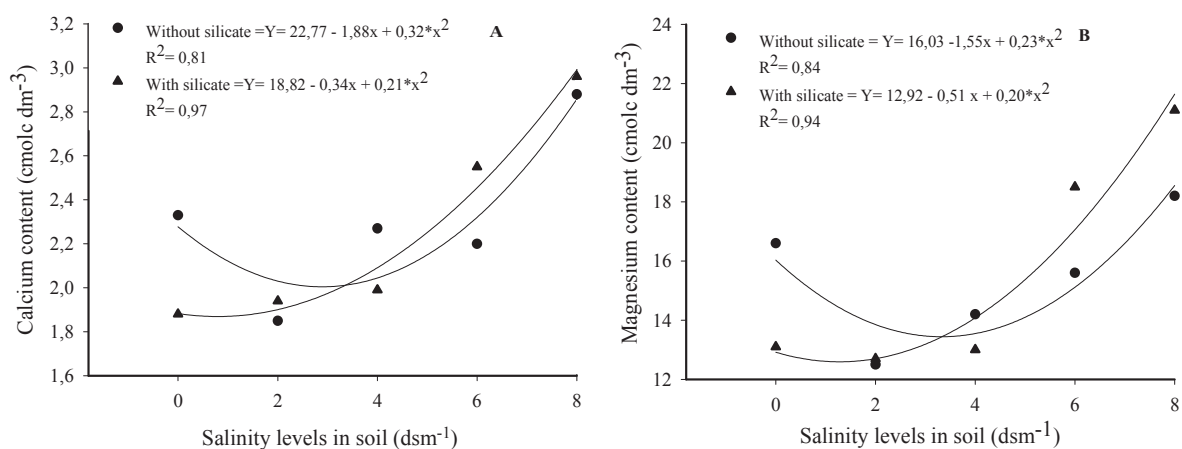 A
Without silicate =Y= 22,77 - 1,88x + 0,32*x²
R²= 0,81
With silicate =Y= 18,82 - 0,34x + 0,21*x²
R²= 0,97
Calcium content (cmolc dm⁻³)
3,2
3,0
2,6
2,2
2,0
1,8
1,6
0 2 4 6 8
Salinity levels in soil (dsm⁻¹)
B
Without silicate = Y= 16,03 -1,55x + 0,23*x²
R²= 0,84
With silicate = Y= 12,92 - 0,51 x + 0,20*x²
R²= 0,94
Magnesium content (cmolc dm⁻³)
24
22
20
18
16
14
12
0 2 4 6 8
Salinity levels in soil (dsm⁻¹)